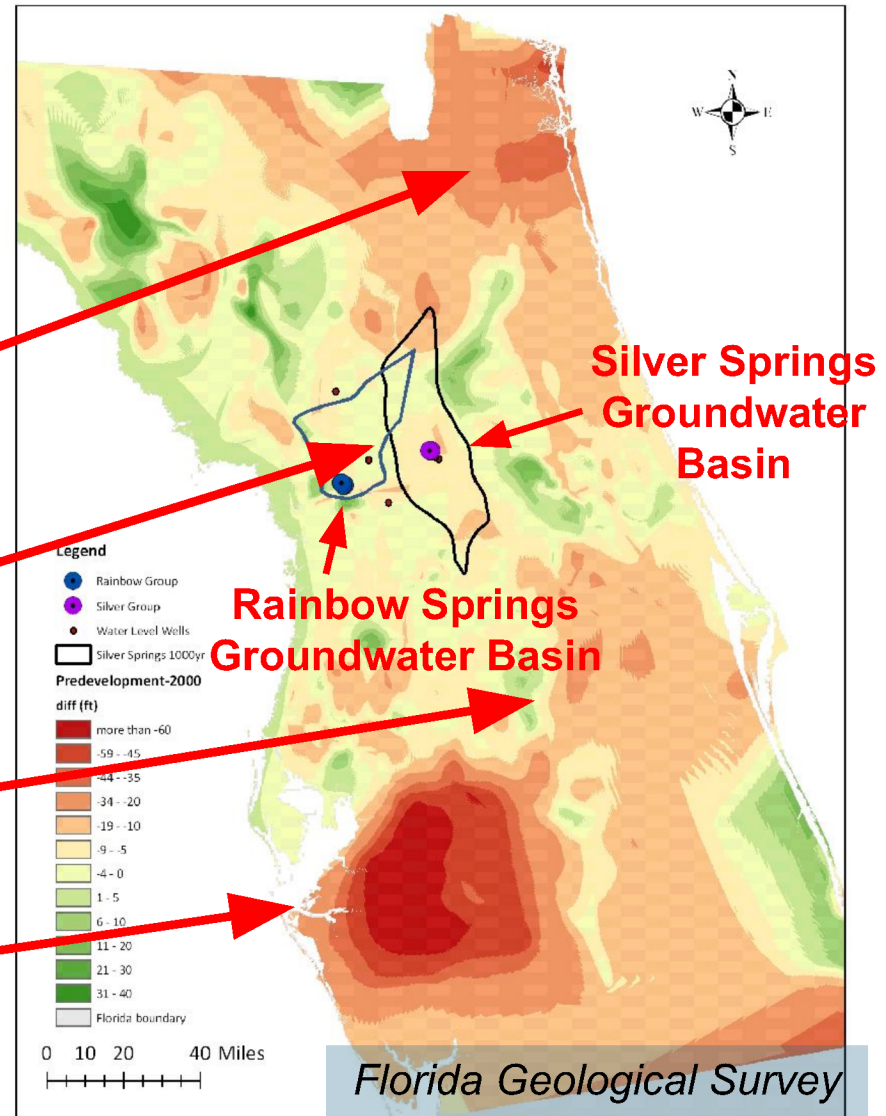 N
W
E
S
Silver Springs
Groundwater
Basin
Legend
Rainbow Group
Silver Group
Water Level Wells
Silver Springs 1000yr
Rainbow Springs
Groundwater Basin
Predevelopment-2000
diff (ft)
more than -60
-59 - -45
-44 - -35
-34 - -20
-19 - -10
-9 - -5
-4 - 0
1 - 5
6 - 10
11 - 20
21 - 30
31 - 40
Florida boundary
0 10 20 40 Miles
Florida Geological Survey